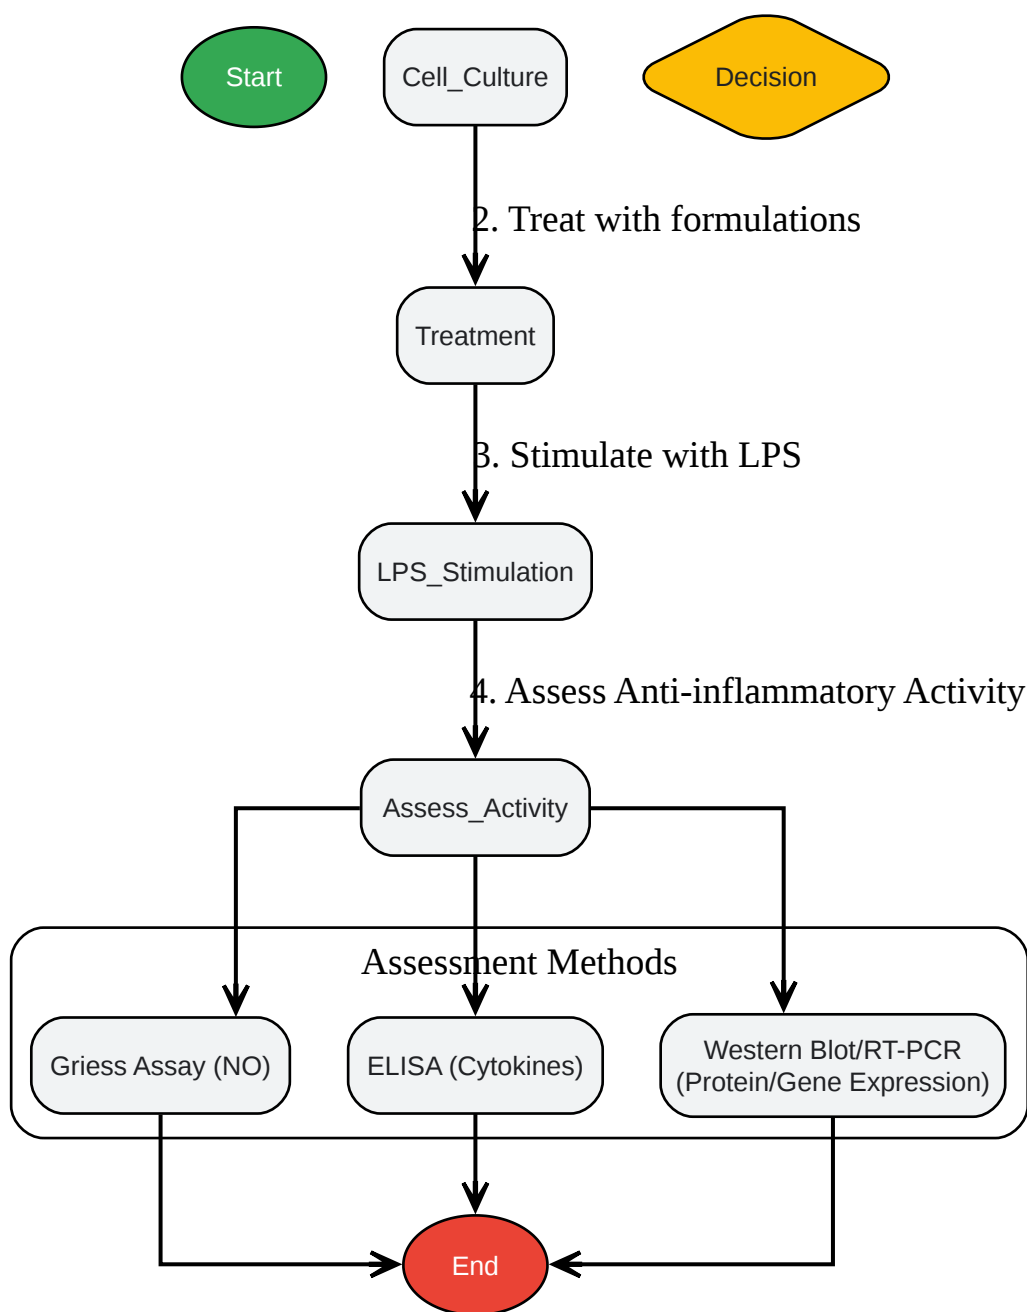 Start
Cell_Culture
Decision
2. Treat with formulations
Treatment
3. Stimulate with LPS
LPS_Stimulation
4. Assess Anti-inflammatory Activity
Assess_Activity
Assessment Methods
Griess Assay (NO)
ELISA (Cytokines)
Western Blot/RT-PCR
(Protein/Gene Expression)
End